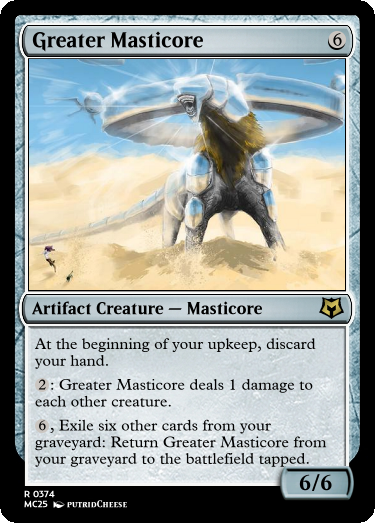 Greater Masticore
6
Artifact Creature — Masticore
At the beginning of your upkeep, discard
your hand.
2: Greater Masticore deals 1 damage to
each other creature.
6, Exile six other cards from your
graveyard: Return Greater Masticore from
your graveyard to the battlefield tapped.
6/6
R 0374
MC25 PUTRIDCHEESE